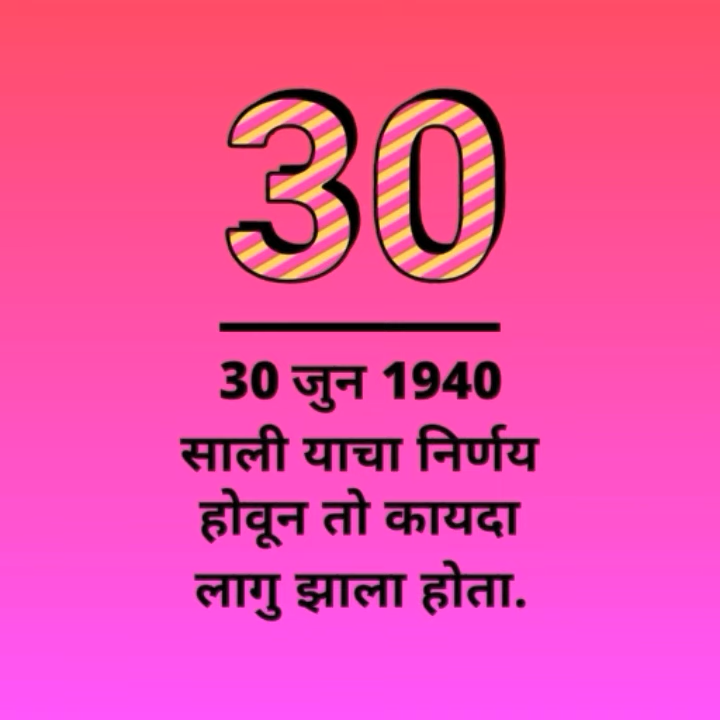 30
30 जुन 1940
साली याचा निर्णय
होवून तो कायदा
लागु झाला होता.